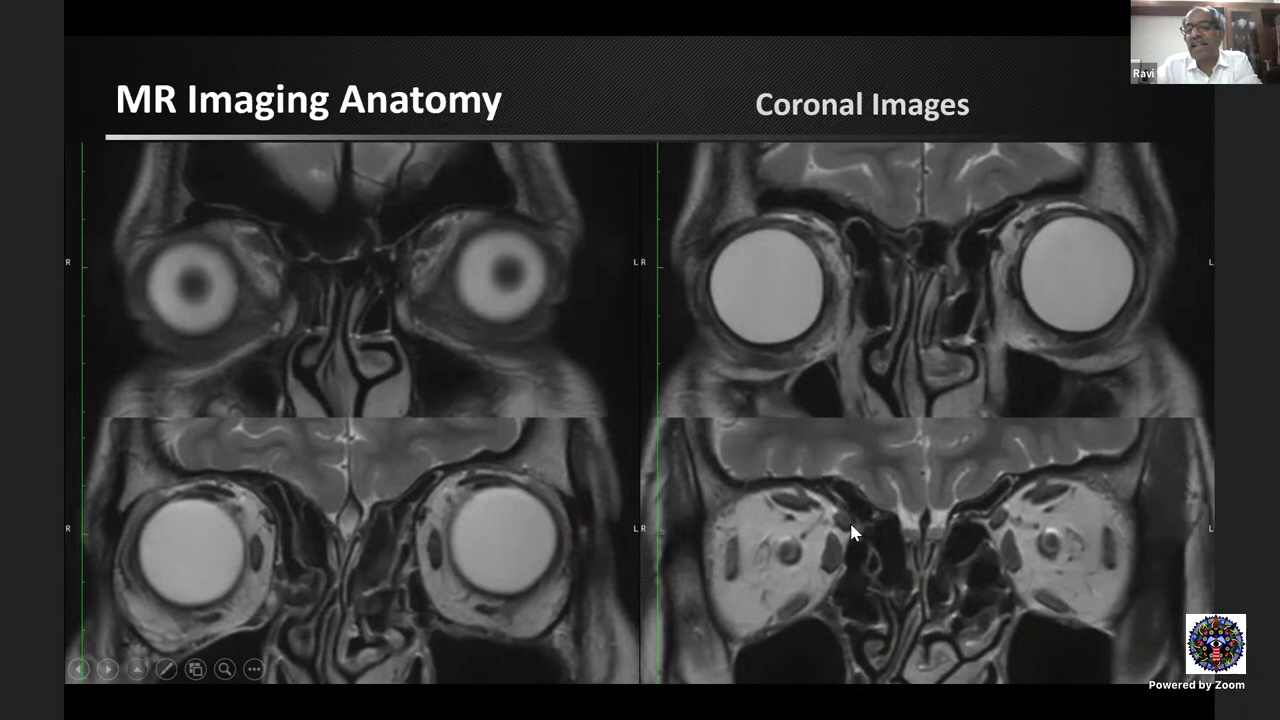 Ravi
MR Imaging Anatomy
Coronal Images
R
L R
L
R
L R
L
Powered by Zoom